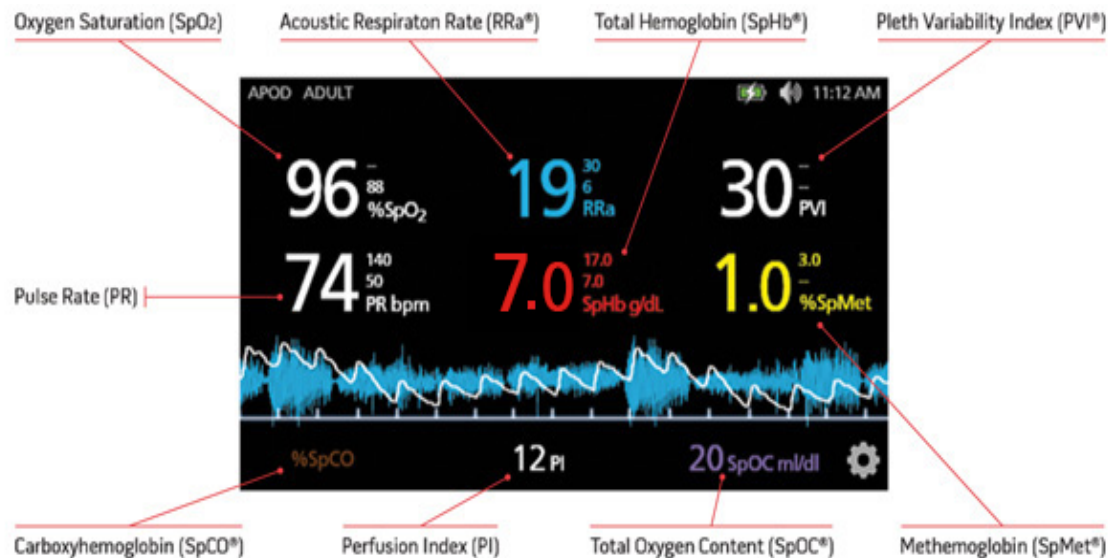 Oxygen Saturation (SpO2) Acoustic Respiraton Rate (RRa®) Total Hemoglobin (SpHb®) Pleth Variability Index (PVI®)
APOD ADULT 11:12 AM
96 – 88 %SpO2
19 30 6 RRa
30 -- – PVI
Pulse Rate (PR)
74 140 50 PR bpm
7.0 17.0 7.0 SpHb g/dL
1.0 3.0 -- %SpMet
%SpCO 12 PI 20 SpOC ml/dl
Carboxyhemoglobin (SpCO®) Perfusion Index (PI) Total Oxygen Content (SpOC®) Methemoglobin (SpMet®)